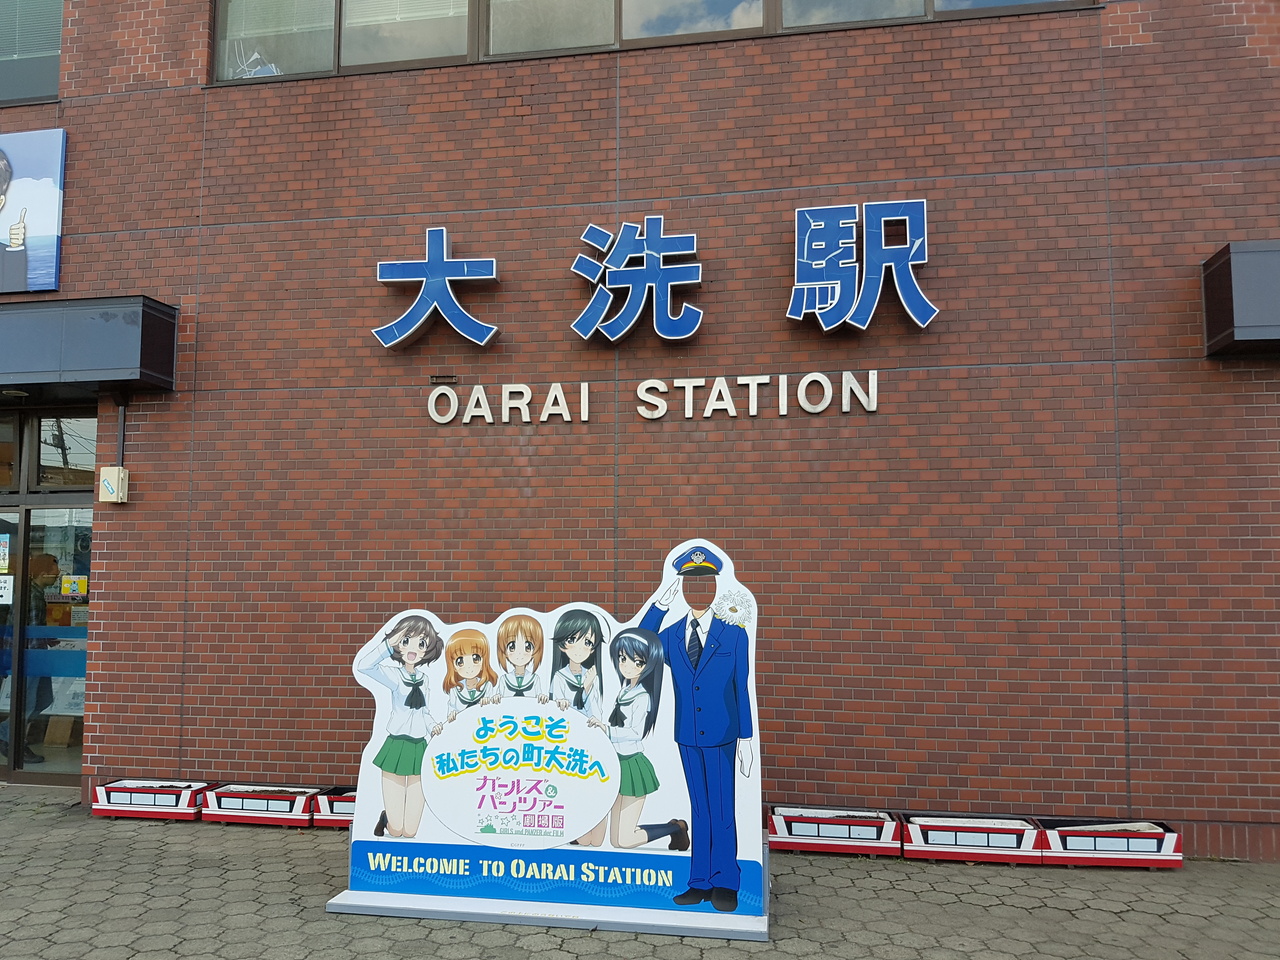 大洗駅
OARAI STATION
ようこそ
私たちの町大洗へ
ガールズ&
パンツァー
劇場版
GIRLS und PANZER der FILM
WELCOME TO OARAI STATION